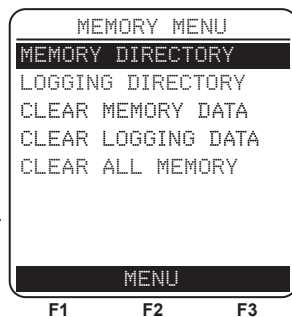 MEMORY MENU
MEMORY DIRECTORY
LOGGING DIRECTORY
CLEAR MEMORY DATA
CLEAR LOGGING DATA
CLEAR ALL MEMORY
MENU
F1 F2 F3